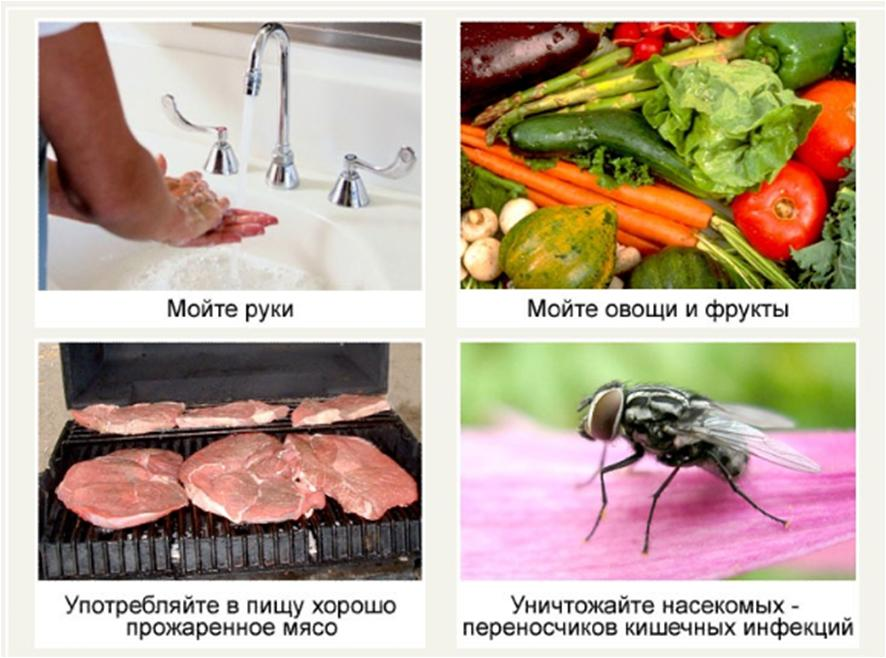 Мойте руки
Мойте овощи и фрукты
Употребляйте в пищу хорошо
прожаренное мясо
Уничтожайте насекомых -
переносчиков кишечных инфекций